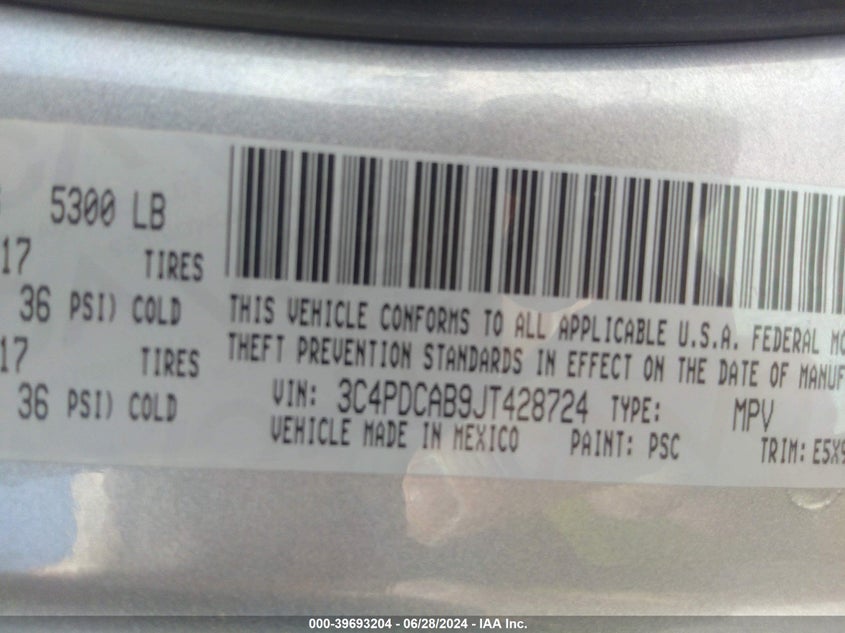 5300 LB
17 TIRES
36 PSI) COLD
17 TIRES
36 PSI) COLD
THIS VEHICLE CONFORMS TO ALL APPLICABLE U.S.A. FEDERAL
THEFT PREVENTION STANDARDS IN EFFECT ON THE DATE OF
VIN: 3C4PDCAB9JT428724 TYPE: MPV
VEHICLE MADE IN MEXICO PAINT: PSC TRIM: E5X9
000-39693204 - 06/28/2024 - IAA Inc.